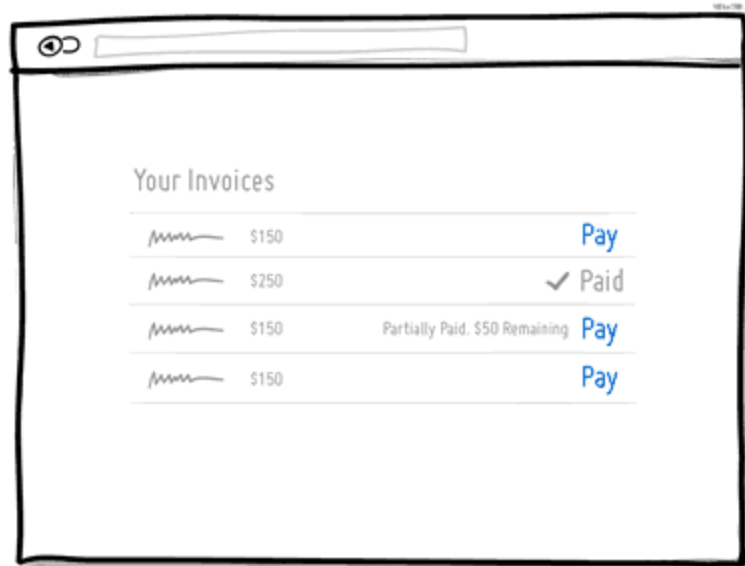 Your Invoices
$150 Pay
$250 ✓ Paid
$150 Partially Paid. $50 Remaining Pay
$150 Pay